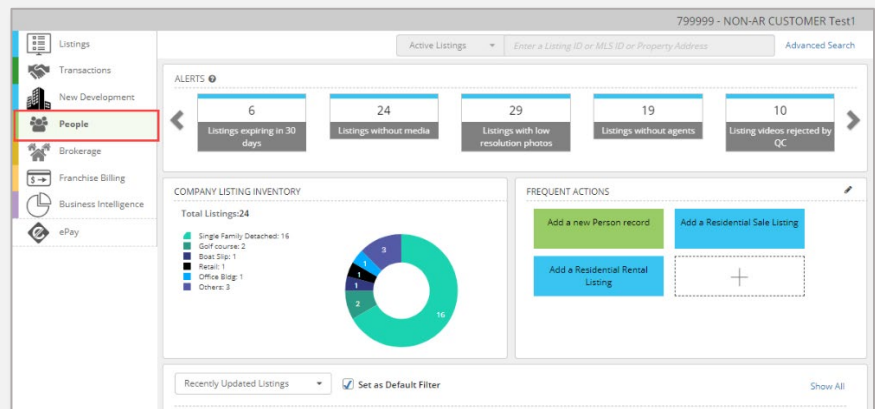 799999 - NON-AR CUSTOMER Test1
Listings
Transactions
New Development
People
Brokerage
Franchise Billing
Business Intelligence
ePay
Active Listings
Enter a Listing ID or MLS ID or Property Address
Advanced Search
ALERTS
6
Listings expiring in 30
days
24
Listings without media
29
Listings with low
resolution photos
19
Listings without agents
10
Listing videos rejected by
QC
COMPANY LISTING INVENTORY
Total Listings:24
Single Family Detached: 16
Golf course: 2
Boat Slip: 1
Retail: 1
Office Bldg: 1
Others: 3
3
1
1
1
2
16
FREQUENT ACTIONS
Add a new Person record
Add a Residential Sale Listing
Add a Residential Rental
Listing
Recently Updated Listings
Set as Default Filter
Show All